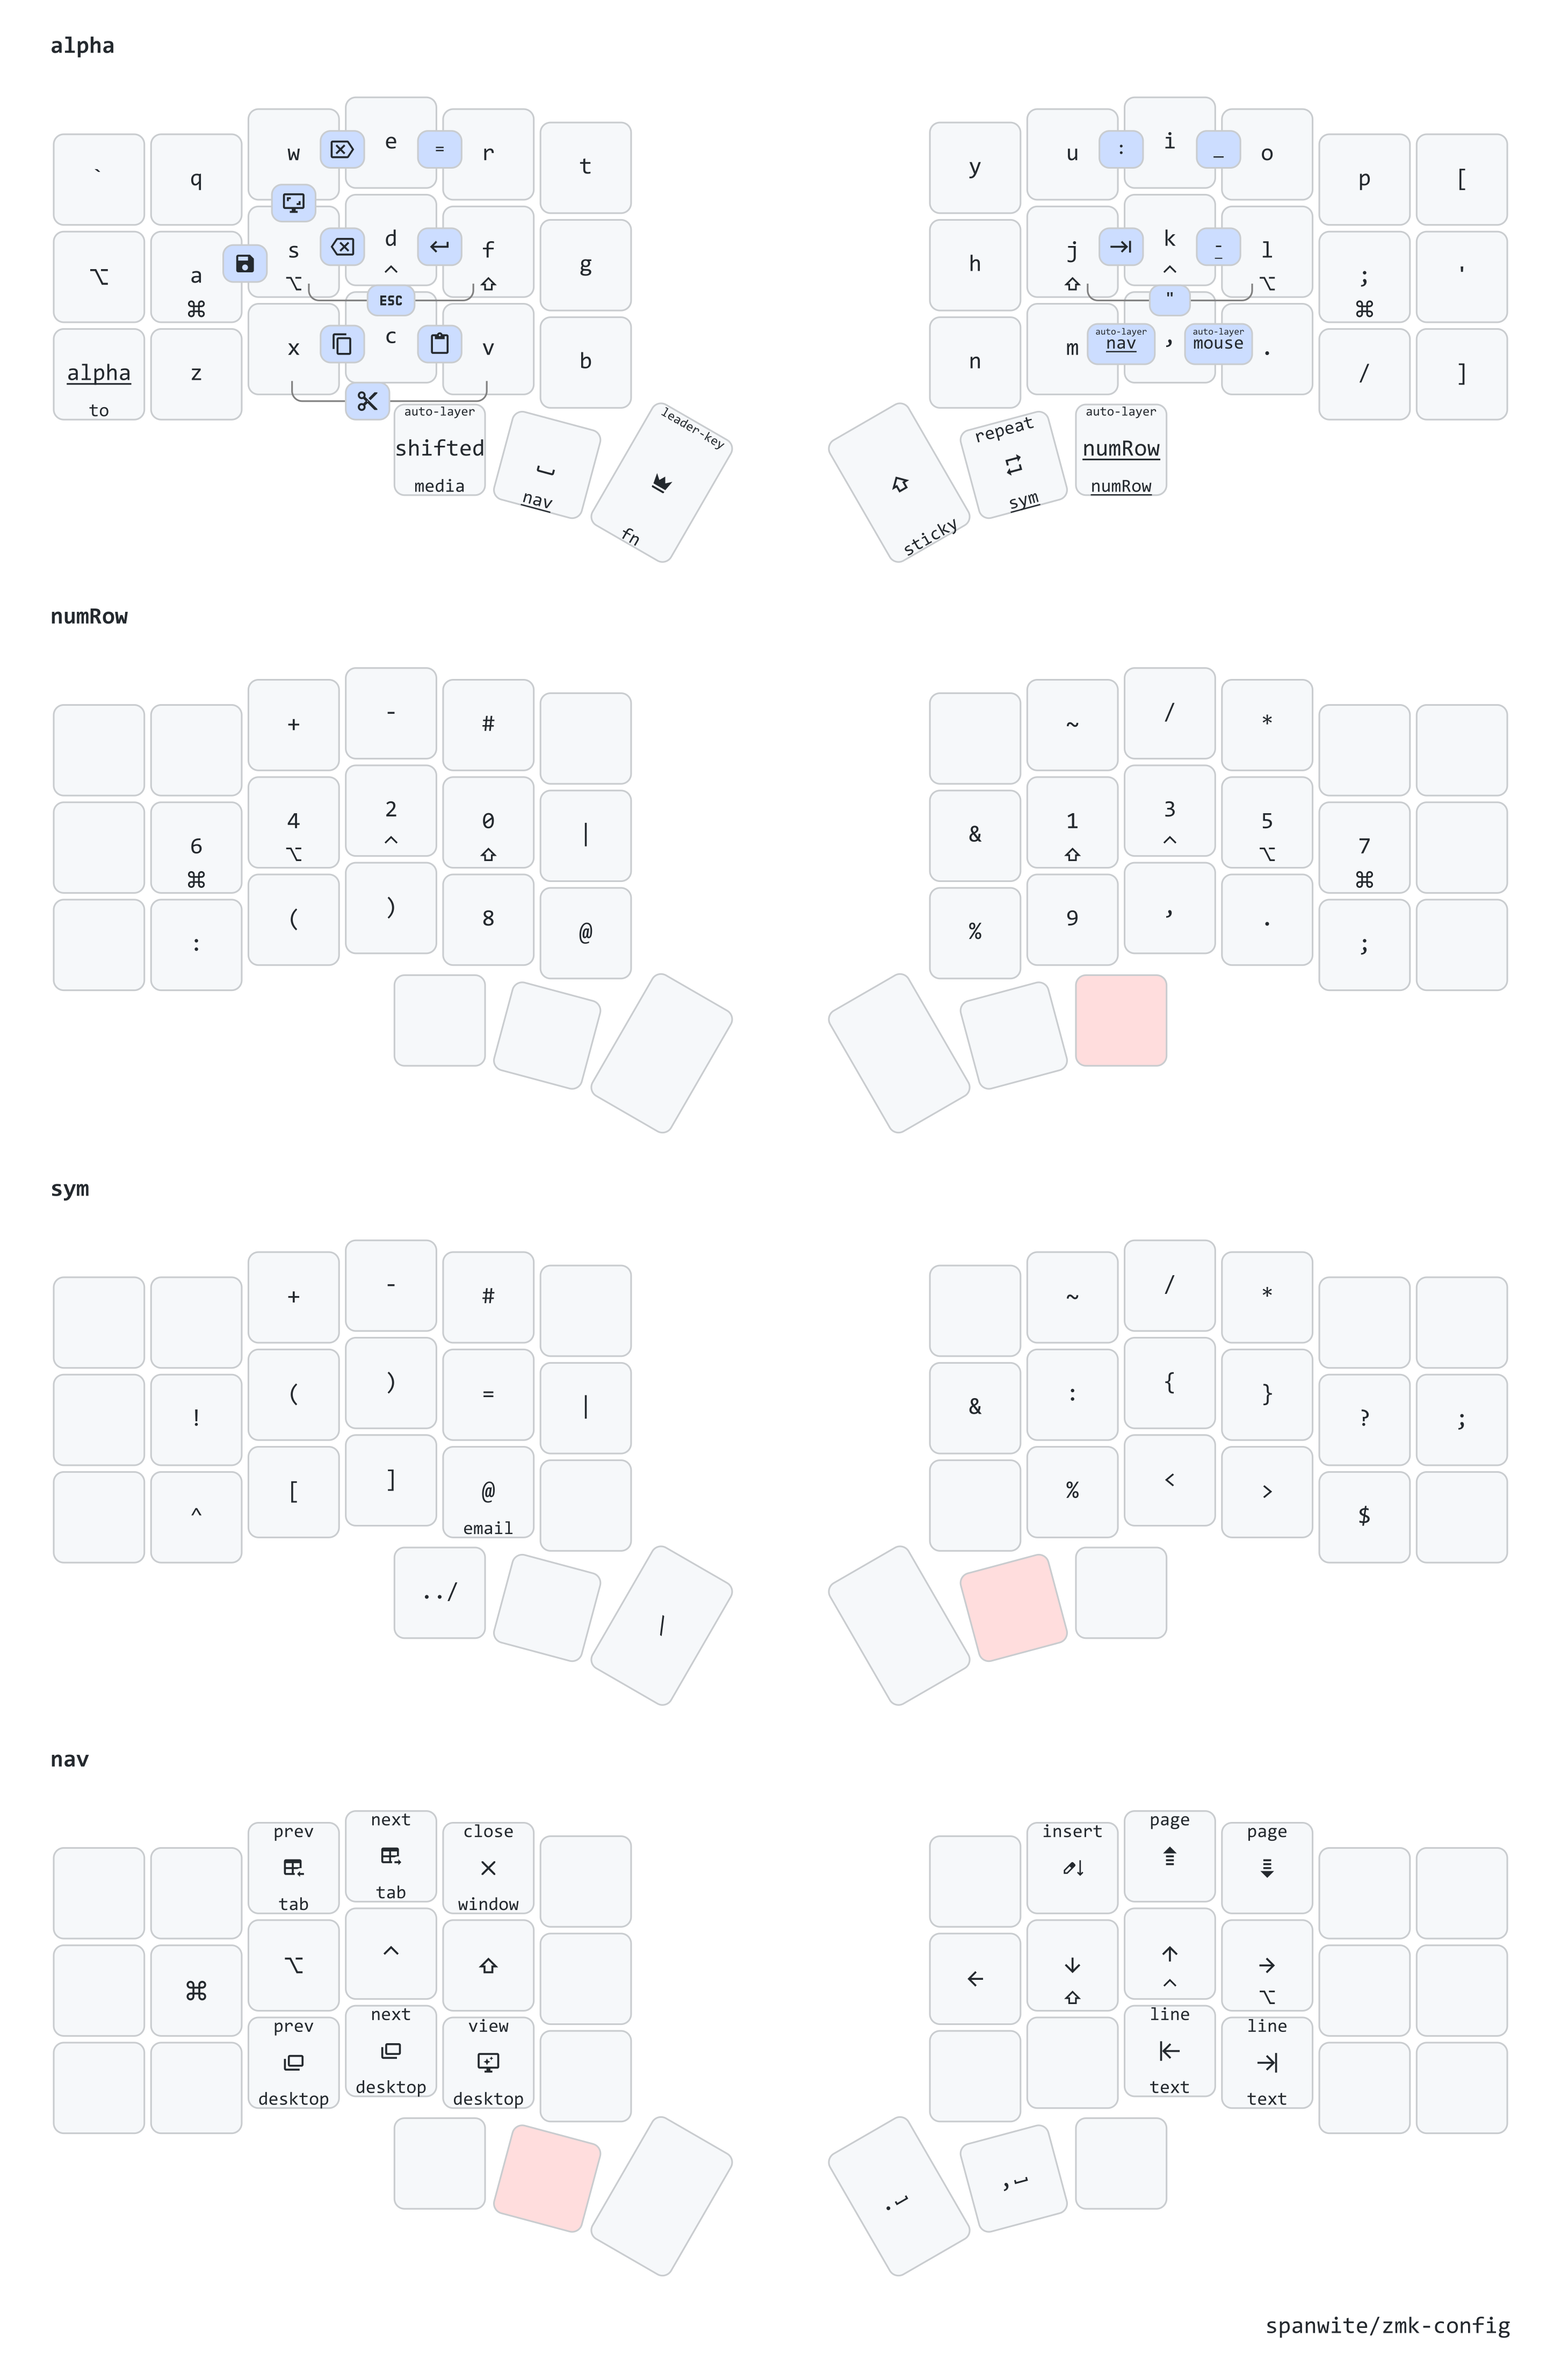 alpha
` q w e = r t y u : i _ o p [
⌥ a ⌘ s ⌥ d ^ f ⇧ g h j ⇧ k ^ - l ⌥ ; ⌘ '
ESC "
alpha to z x c v b n m auto-layer nav , auto-layer mouse . / ]
auto-layer shifted media nav leader-key fn sticky repeat sym auto-layer numRow numRow
numRow
+ - # ~ / *
6 ⌘ 4 ⌥ 2 ^ 0 ⇧ | & 1 ⇧ 3 ^ 5 ⌥ 7 ⌘
: ( ) 8 @ % 9 , . ;
sym
+ - # ~ / *
! ( ) = | & : { } ? ;
^ [ ] @ email % < > $
../ /
nav
prev tab next tab close window insert page page
⌘ ⌥ ^ ⇧ ← ↓ ⇧ ↑ ^ → ⌥
prev desktop next desktop view desktop line text line text
.⎵ ,⎵
spanwite/zmk-config